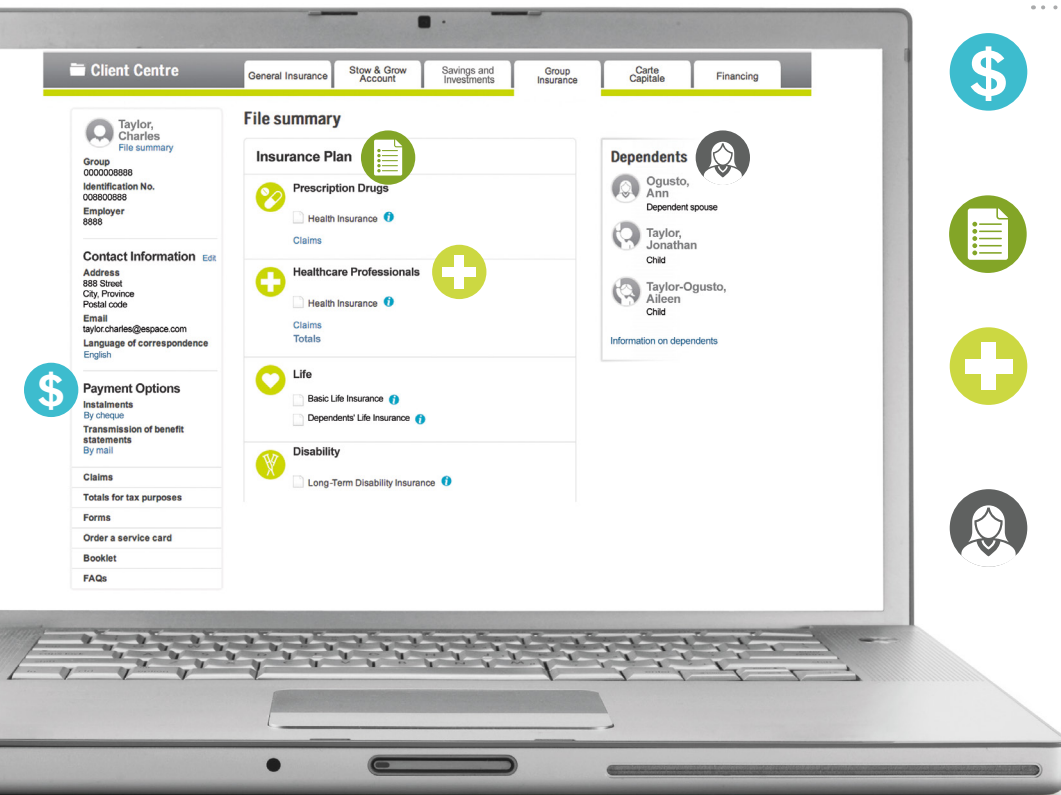 Client Centre
General Insurance
Stow & Grow
Account
Savings and
Investments
Group
Insurance
Carte
Capitale
Financing
Taylor,
Charles
File summary
Group
0000008888
Identification No.
008800888
Employer
8888
Contact Information Edit
Address
888 Street
City, Province
Postal code
Email
taylor.charles@espace.com
Language of correspondence
English
$
Payment Options
Instalments
By cheque
Transmission of benefit
statements
By mail
Claims
Totals for tax purposes
Forms
Order a service card
Booklet
FAQs
File summary
Insurance Plan
Prescription Drugs
Health Insurance i
Claims
Healthcare Professionals
Health Insurance i
Claims
Totals
Life
Basic Life Insurance i
Dependents' Life Insurance i
Disability
Long-Term Disability Insurance i
Dependents
Ogusto,
Ann
Dependent spouse
Taylor,
Jonathan
Child
Taylor-Ogusto,
Aileen
Child
Information on dependents
$